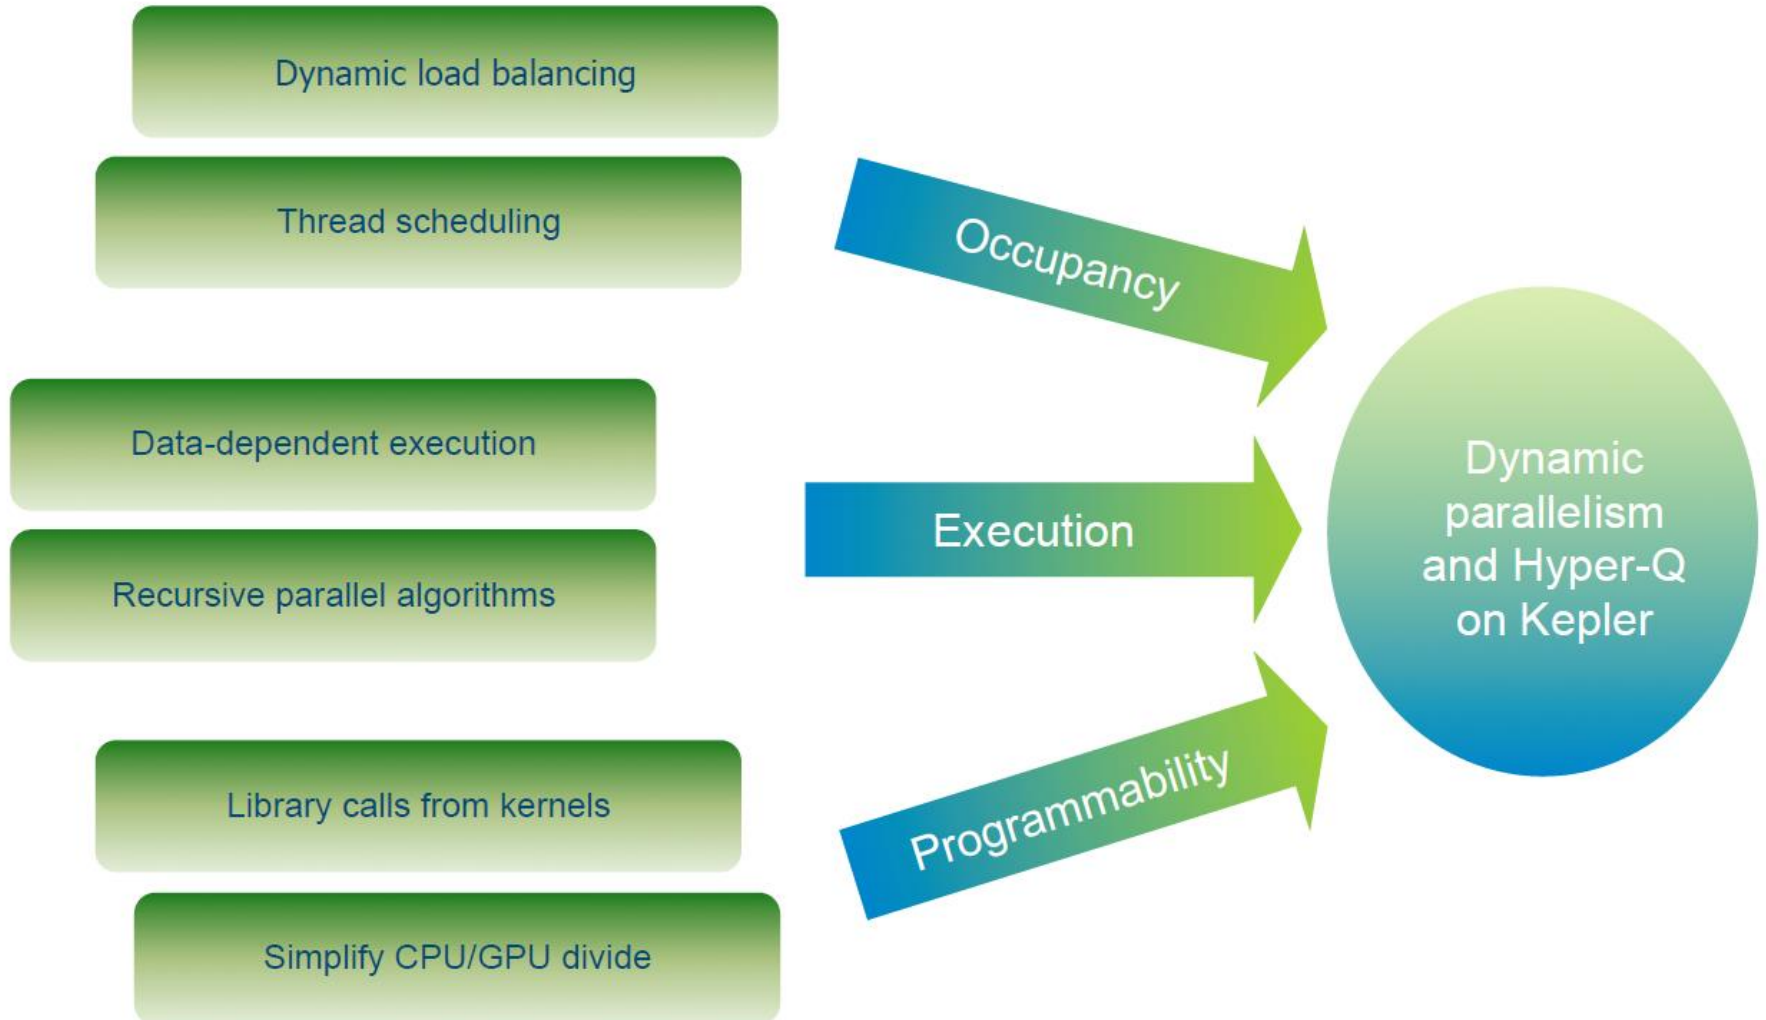 Dynamic load balancing
Thread scheduling
Occupancy
Data-dependent execution
Recursive parallel algorithms
Execution
Dynamic
parallelism
and Hyper-Q
on Kepler
Library calls from kernels
Simplify CPU/GPU divide
Programmability